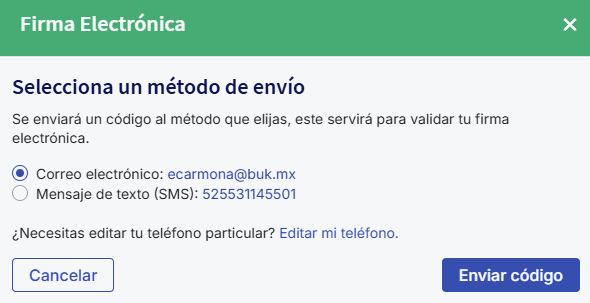 Firma Electrónica
Selecciona un método de envío
Se enviará un código al método que elijas, este servirá para validar tu firma
electrónica.
Correo electrónico: ecarmona@buk.mx
Mensaje de texto (SMS): 525531145501
¿Necesitas editar tu teléfono particular? Editar mi teléfono.
Cancelar
Enviar código